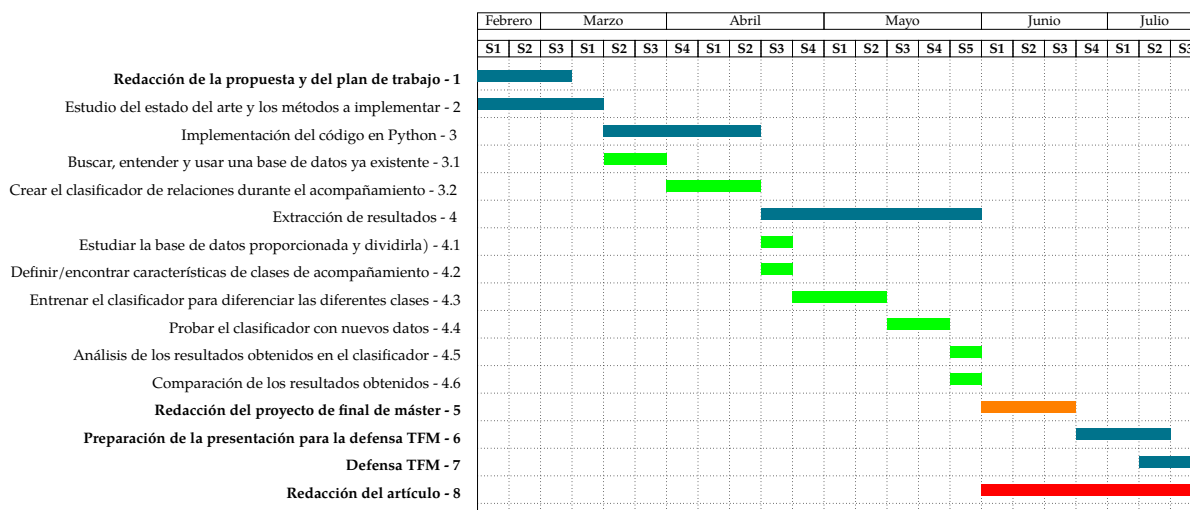 Febrero Marzo Abril Mayo Junio Julio
S1 S2 S3 S1 S2 S3 S4 S1 S2 S3 S4 S1 S2 S3 S4 S5 S1 S2 S3 S4 S1 S2 S3
Redacción de la propuesta y del plan de trabajo - 1
Estudio del estado del arte y los métodos a implementar - 2
Implementación del código en Python - 3
Buscar, entender y usar una base de datos ya existente - 3.1
Crear el clasificador de relaciones durante el acompañamiento - 3.2
Extracción de resultados - 4
Estudiar la base de datos proporcionada y dividirla) - 4.1
Definir/encontrar características de clases de acompañamiento - 4.2
Entrenar el clasificador para diferenciar las diferentes clases - 4.3
Probar el clasificador con nuevos datos - 4.4
Análisis de los resultados obtenidos en el clasificador - 4.5
Comparación de los resultados obtenidos - 4.6
Redacción del proyecto de final de máster - 5
Preparación de la presentación para la defensa TFM - 6
Defensa TFM - 7
Redacción del artículo - 8